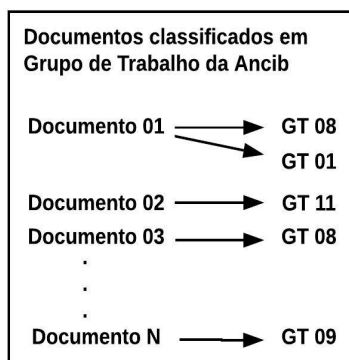 Documentos classificados em
Grupo de Trabalho da Ancib
Documento 01 GT 08
GT 01
Documento 02 GT 11
Documento 03 GT 08
.
.
.
Documento N GT 09